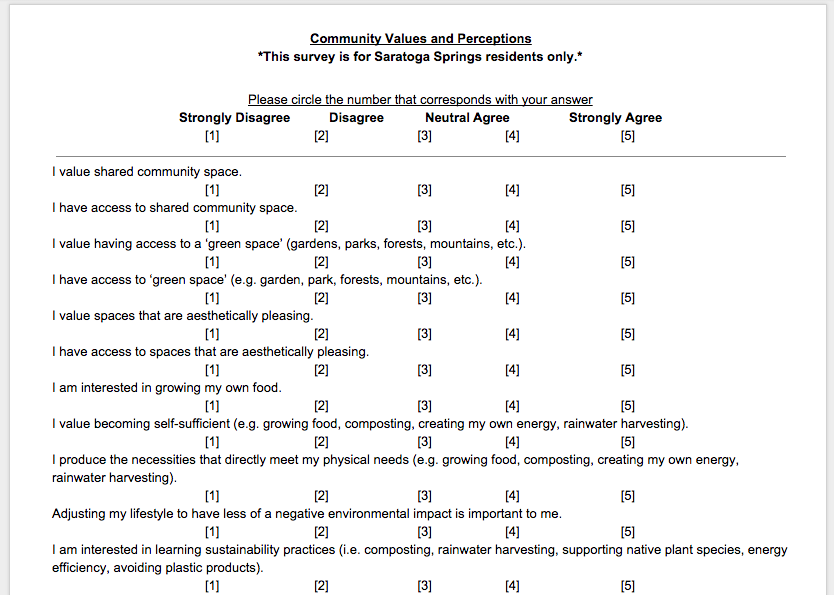 Community Values and Perceptions
*This survey is for Saratoga Springs residents only.*
Please circle the number that corresponds with your answer
Strongly Disagree Disagree Neutral Agree Strongly Agree
[1] [2] [3] [4] [5]
I value shared community space.
[1] [2] [3] [4] [5]
I have access to shared community space.
[1] [2] [3] [4] [5]
I value having access to a ‘green space’ (gardens, parks, forests, mountains, etc.).
[1] [2] [3] [4] [5]
I have access to ‘green space’ (e.g. garden, park, forests, mountains, etc.).
[1] [2] [3] [4] [5]
I value spaces that are aesthetically pleasing.
[1] [2] [3] [4] [5]
I have access to spaces that are aesthetically pleasing.
[1] [2] [3] [4] [5]
I am interested in growing my own food.
[1] [2] [3] [4] [5]
I value becoming self-sufficient (e.g. growing food, composting, creating my own energy, rainwater harvesting).
[1] [2] [3] [4] [5]
I produce the necessities that directly meet my physical needs (e.g. growing food, composting, creating my own energy,
rainwater harvesting).
[1] [2] [3] [4] [5]
Adjusting my lifestyle to have less of a negative environmental impact is important to me.
[1] [2] [3] [4] [5]
I am interested in learning sustainability practices (i.e. composting, rainwater harvesting, supporting native plant species, energy
efficiency, avoiding plastic products).
[1] [2] [3] [4] [5]